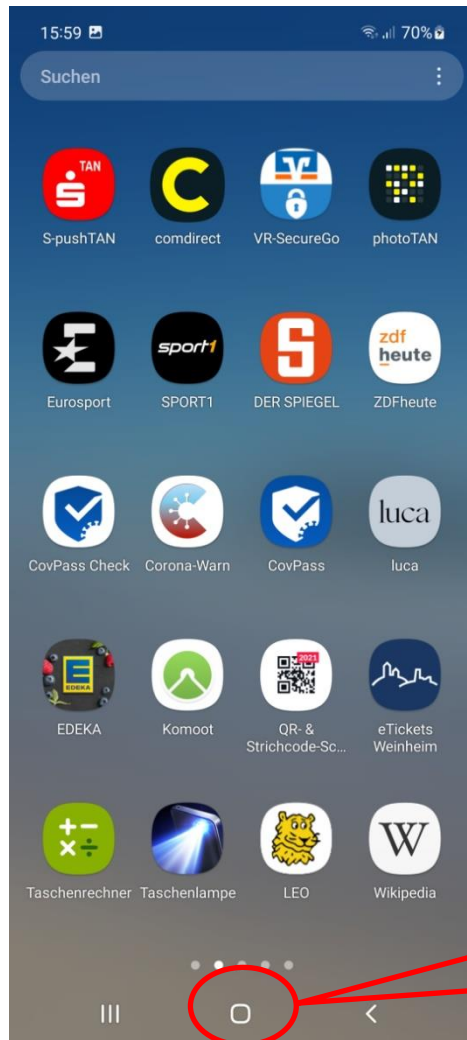 15:59 70%
Suchen
TAN
S-pushTAN comdirect VR-SecureGo photoTAN
sport1 zdf
heute
Eurosport SPORT1 DER SPIEGEL ZDFheute
luca
CovPass Check Corona-Warn CovPass luca
2021
EDEKA
EDEKA Komoot QR- &
Strichcode-Sc... eTickets
Weinheim
W
Taschenrechner Taschenlampe LEO Wikipedia